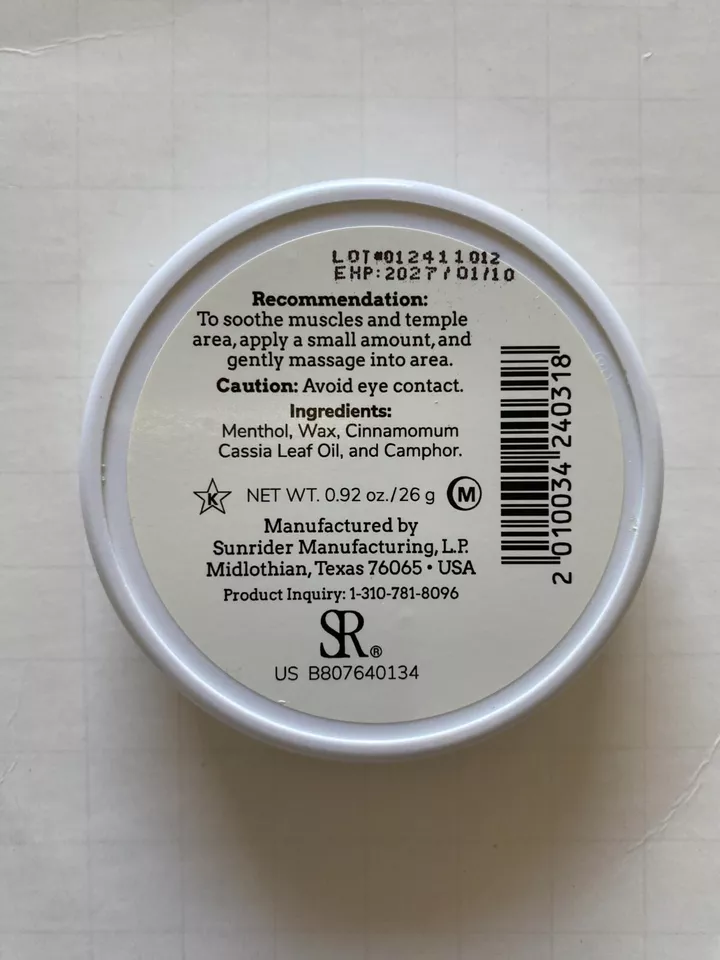 LOT#012411012
EXP:2027/01/10
Recommendation:
To soothe muscles and temple
area, apply a small amount, and
gently massage into area.
Caution: Avoid eye contact.
Ingredients:
Menthol, Wax, Cinnamomum
Cassia Leaf Oil, and Camphor.
K NET WT. 0.92 oz./26 g M
Manufactured by
Sunrider Manufacturing, L.P.
Midlothian, Texas 76065 • USA
Product Inquiry: 1-310-781-8096
SR®
US B807640134
2 010034 240318